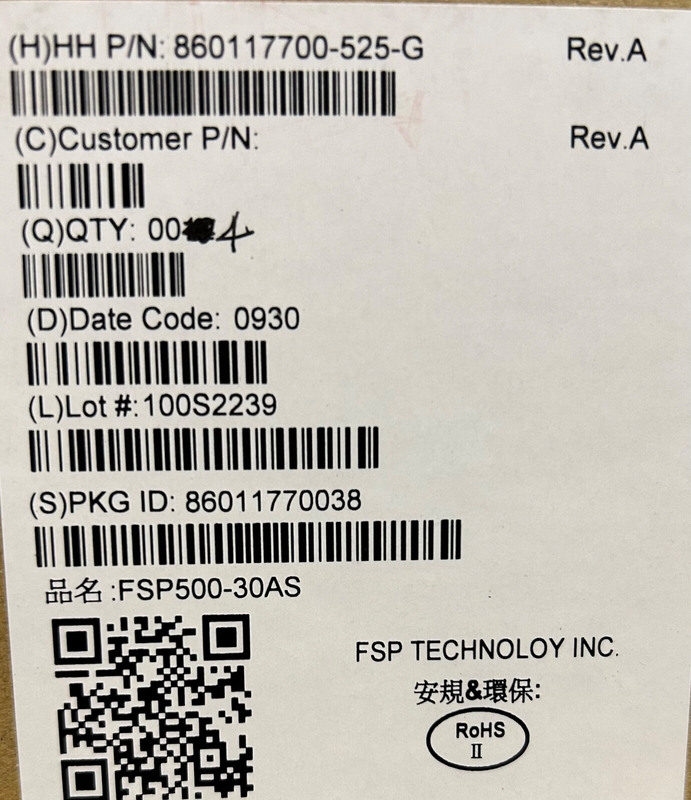 (H)HH P/N: 860117700-525-G Rev.A
(C)Customer P/N: Rev.A
(Q)QTY: 00 4
(D)Date Code: 0930
(L)Lot #:100S2239
(S)PKG ID: 86011770038
品名:FSP500-30AS
FSP TECHNOLOY INC.
安規&環保:
RoHS
II